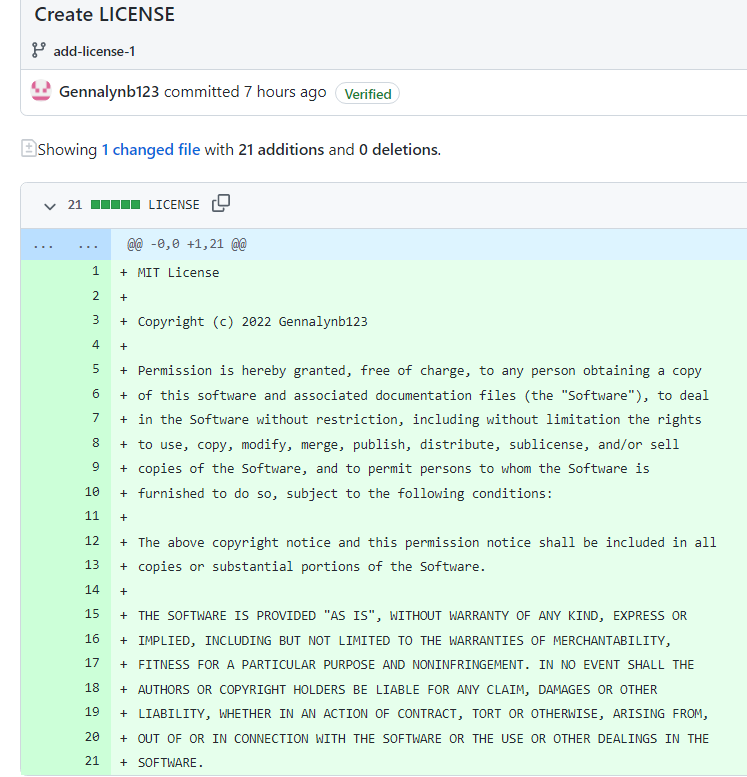 Create LICENSE
add-license-1
Gennalynb123 committed 7 hours ago Verified
Showing 1 changed file with 21 additions and 0 deletions.
21 LICENSE
... ... @@ -0,0 +1,21 @@
1 + MIT License
2 +
3 + Copyright (c) 2022 Gennalynb123
4 +
5 + Permission is hereby granted, free of charge, to any person obtaining a copy
6 + of this software and associated documentation files (the "Software"), to deal
7 + in the Software without restriction, including without limitation the rights
8 + to use, copy, modify, merge, publish, distribute, sublicense, and/or sell
9 + copies of the Software, and to permit persons to whom the Software is
10 + furnished to do so, subject to the following conditions:
11 +
12 + The above copyright notice and this permission notice shall be included in all
13 + copies or substantial portions of the Software.
14 +
15 + THE SOFTWARE IS PROVIDED "AS IS", WITHOUT WARRANTY OF ANY KIND, EXPRESS OR
16 + IMPLIED, INCLUDING BUT NOT LIMITED TO THE WARRANTIES OF MERCHANTABILITY,
17 + FITNESS FOR A PARTICULAR PURPOSE AND NONINFRINGEMENT. IN NO EVENT SHALL THE
18 + AUTHORS OR COPYRIGHT HOLDERS BE LIABLE FOR ANY CLAIM, DAMAGES OR OTHER
19 + LIABILITY, WHETHER IN AN ACTION OF CONTRACT, TORT OR OTHERWISE, ARISING FROM,
20 + OUT OF OR IN CONNECTION WITH THE SOFTWARE OR THE USE OR OTHER DEALINGS IN THE
21 + SOFTWARE.